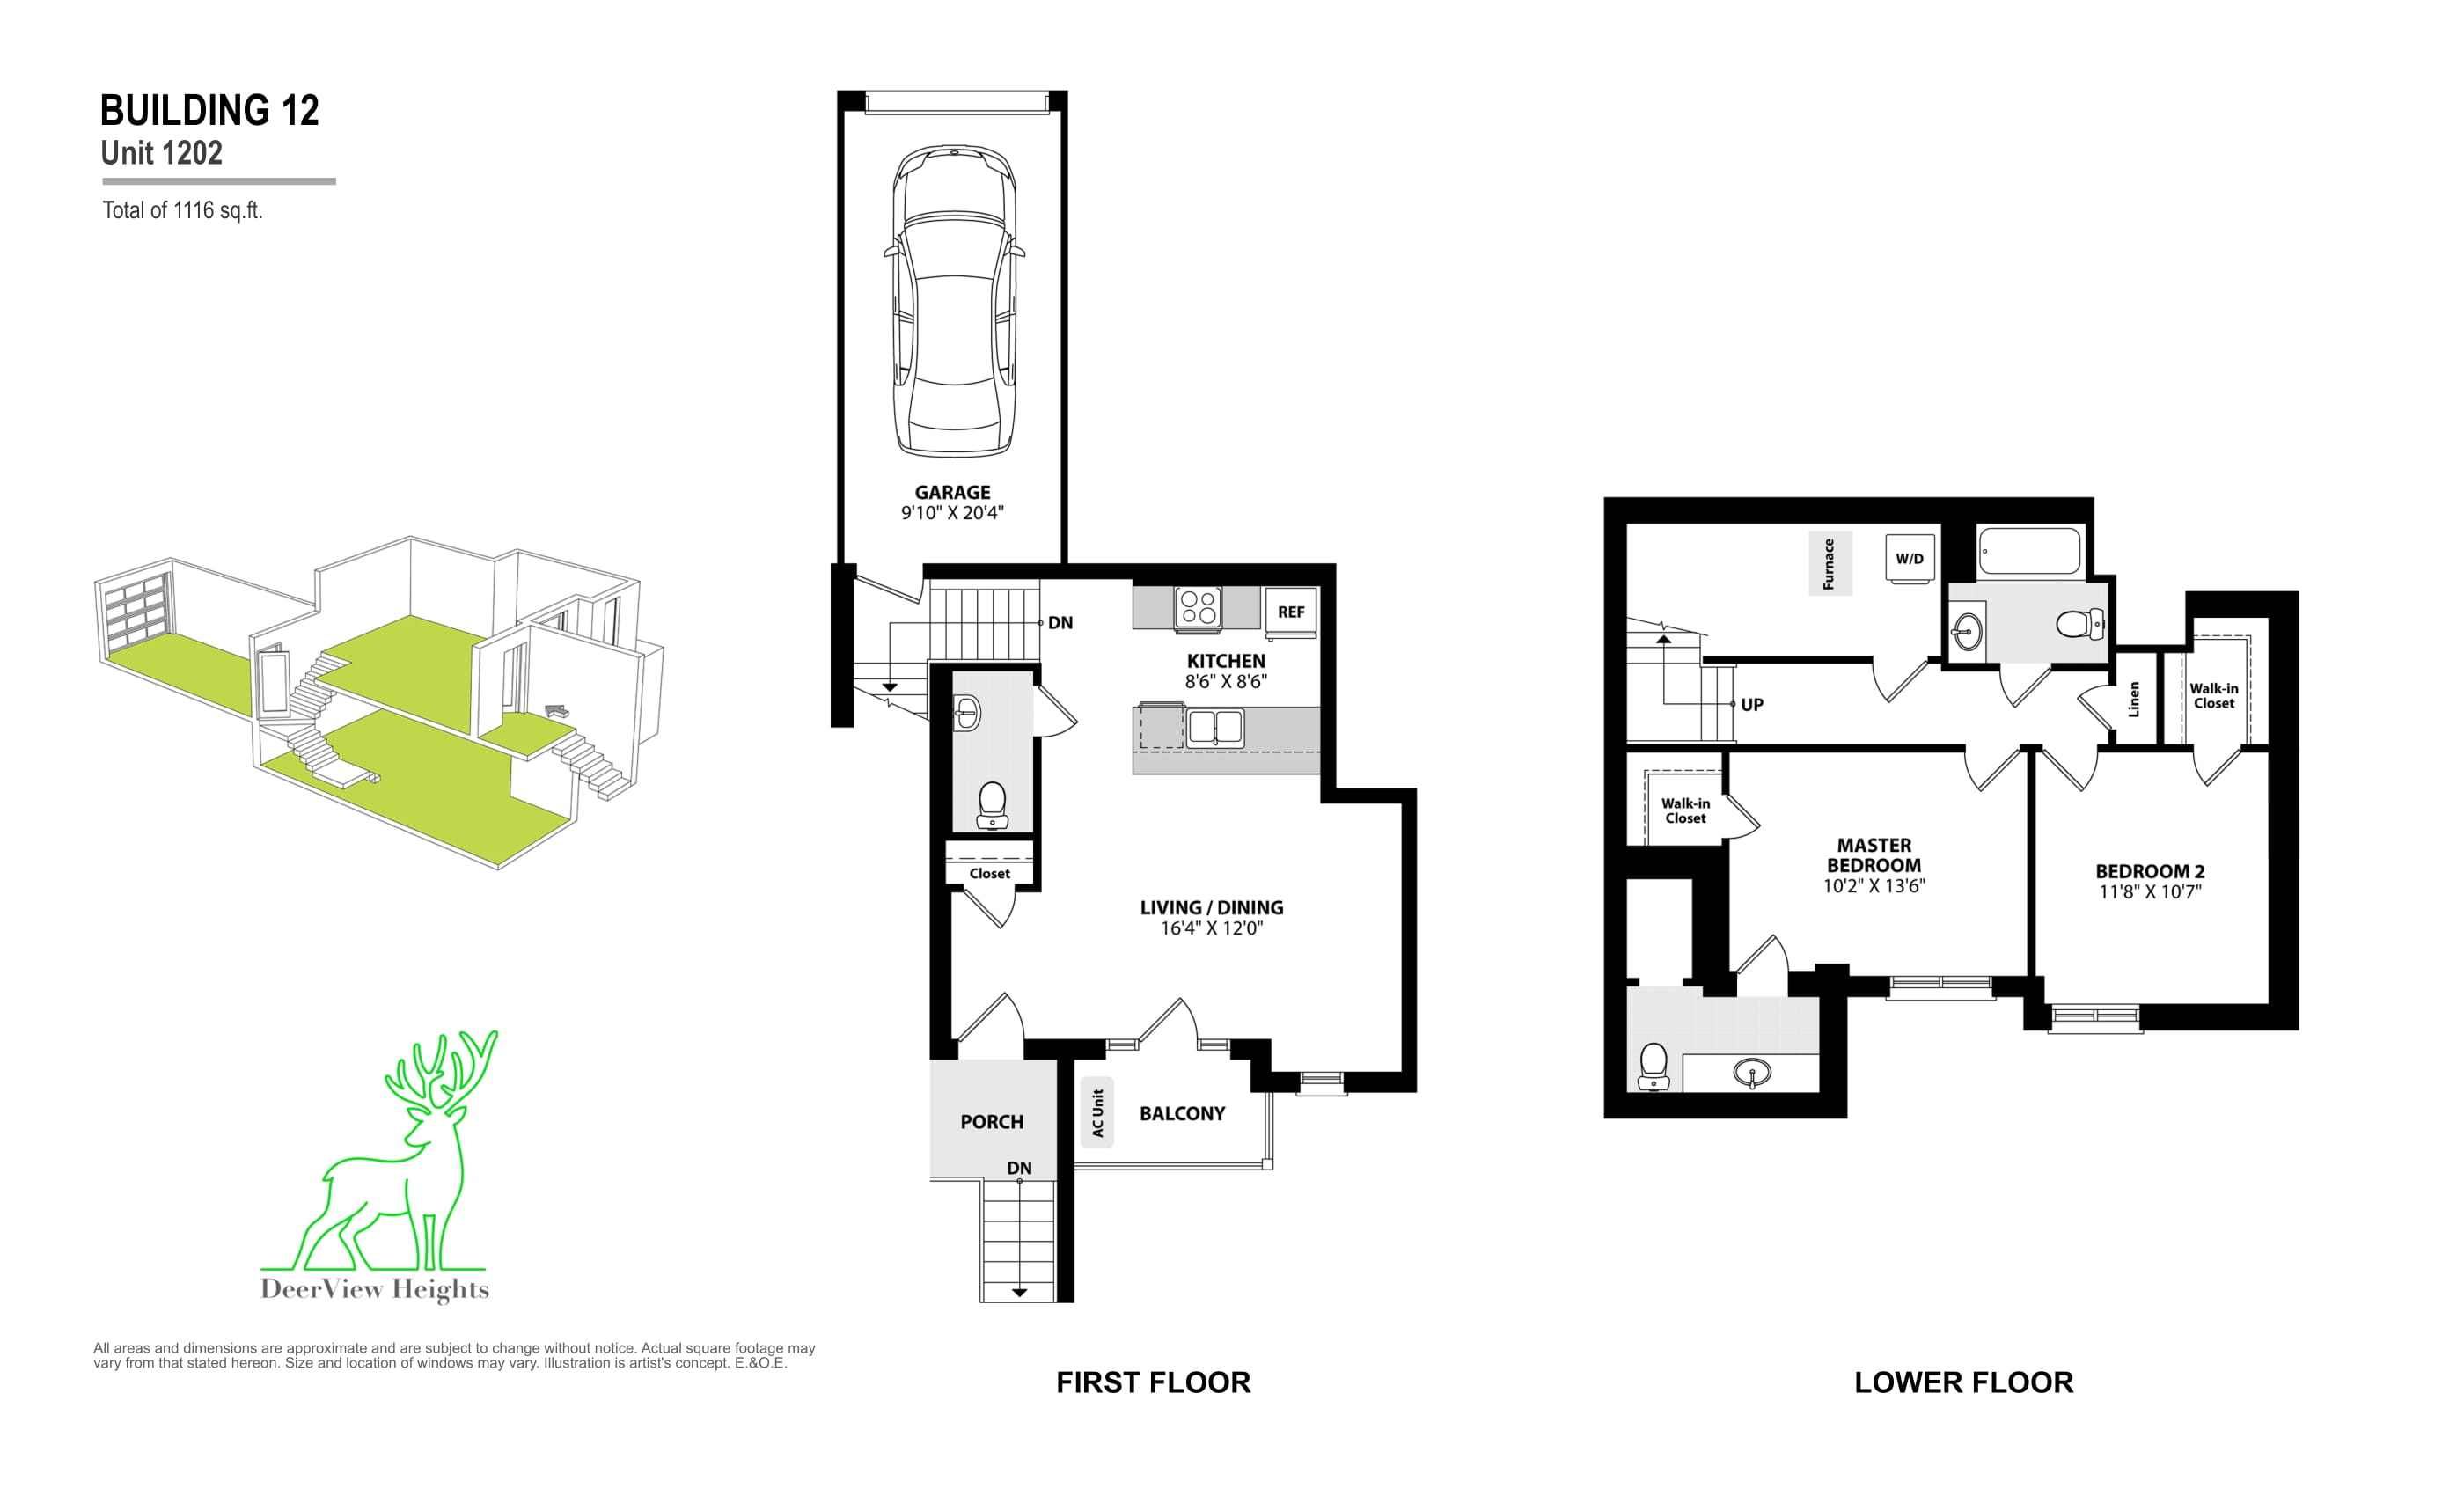 BUILDING 12
Unit 1202
Total of 1116 sq.ft.
GARAGE
9'10" X 20'4"
DN
REF
KITCHEN
8'6" X 8'6"
Closet
LIVING / DINING
16'4" X 12'0"
PORCH
AC Unit
BALCONY
DN
FIRST FLOOR
Furnace
W/D
UP
Linen
Walk-in
Closet
Walk-in
Closet
MASTER
BEDROOM
10'2" X 13'6"
BEDROOM 2
11'8" X 10'7"
LOWER FLOOR
DeerView Heights
All areas and dimensions are approximate and are subject to change without notice. Actual square footage may
vary from that stated hereon. Size and location of windows may vary. Illustration is artist's concept. E.&O.E.